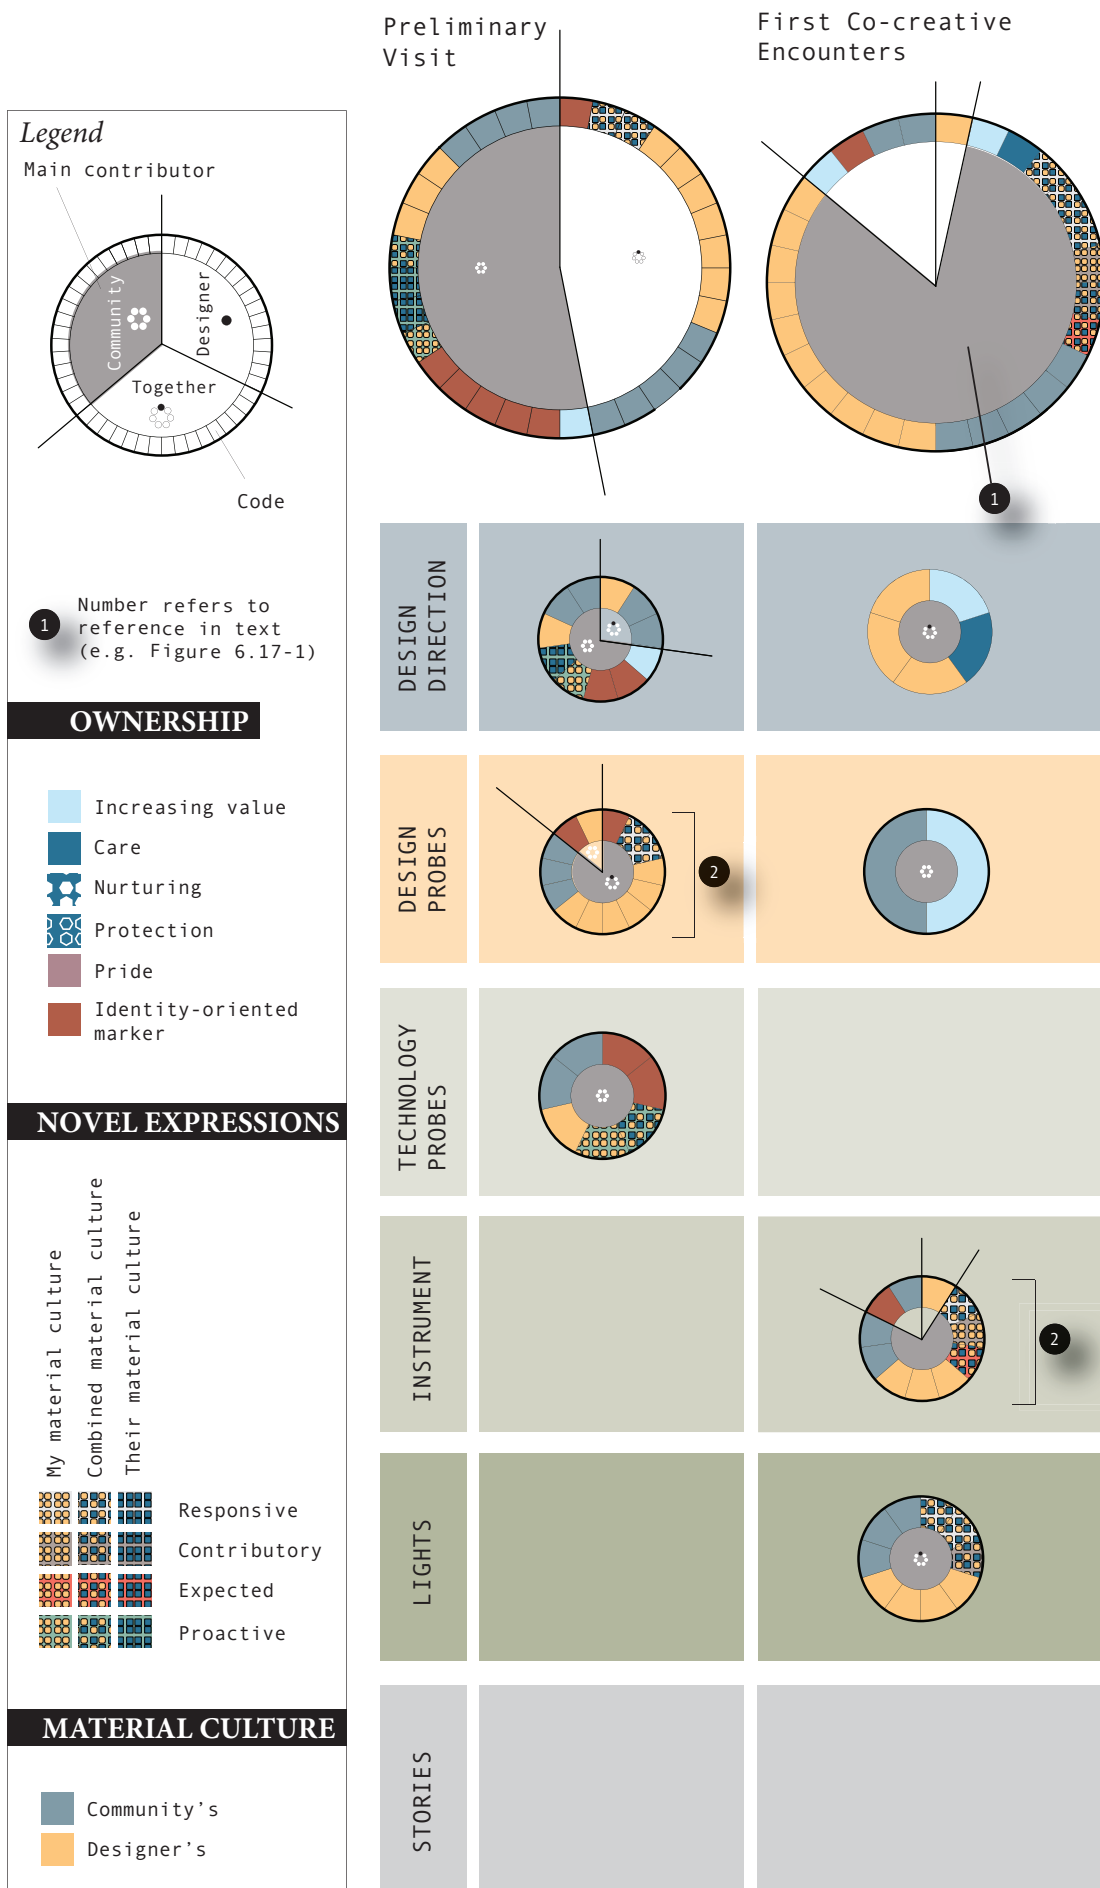 Preliminary
Visit
First Co-creative
Encounters
Legend
Main contributor
Community
Designer
Together
Code
1
Number refers to
reference in text
(e.g. Figure 6.17-1)
OWNERSHIP
Increasing value
Care
Nurturing
Protection
Pride
Identity-oriented
marker
NOVEL EXPRESSIONS
My material culture
Combined material culture
Their material culture
Responsive
Contributory
Expected
Proactive
MATERIAL CULTURE
Community's
Designer's
1
DESIGN
DIRECTION
DESIGN
PROBES
2
TECHNOLOGY
PROBES
INSTRUMENT
2
LIGHTS
STORIES